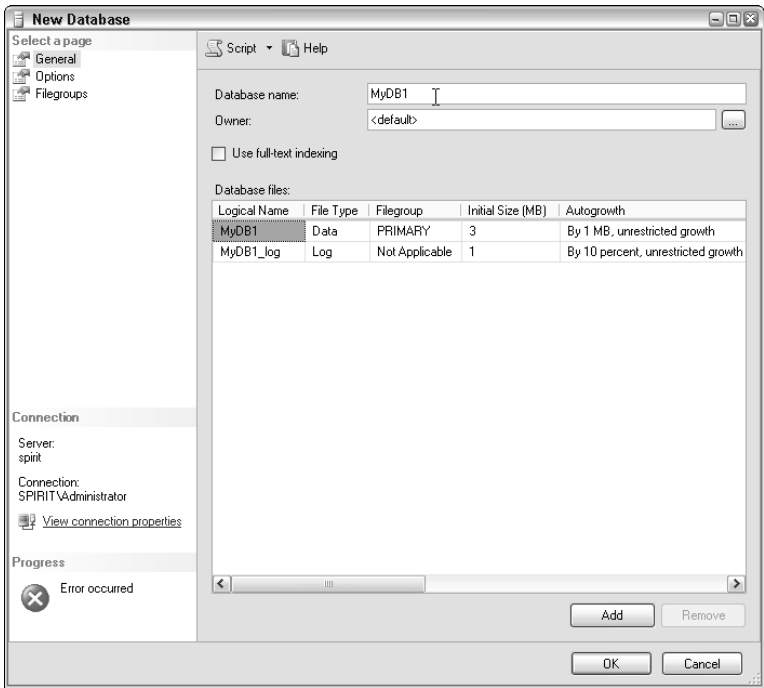 New Database
Select a page
General
Options
Filegroups
Script Help
Database name: MyDB1
Owner: <default> ...
Use full-text indexing
Database files:
Logical Name File Type Filegroup Initial Size (MB) Autogrowth
MyDB1 Data PRIMARY 3 By 1 MB, unrestricted growth
MyDB1_log Log Not Applicable 1 By 10 percent, unrestricted growth
Connection
Server:
spirit
Connection:
SPIRIT\Administrator
View connection properties
Progress
Error occurred
Add Remove
OK Cancel